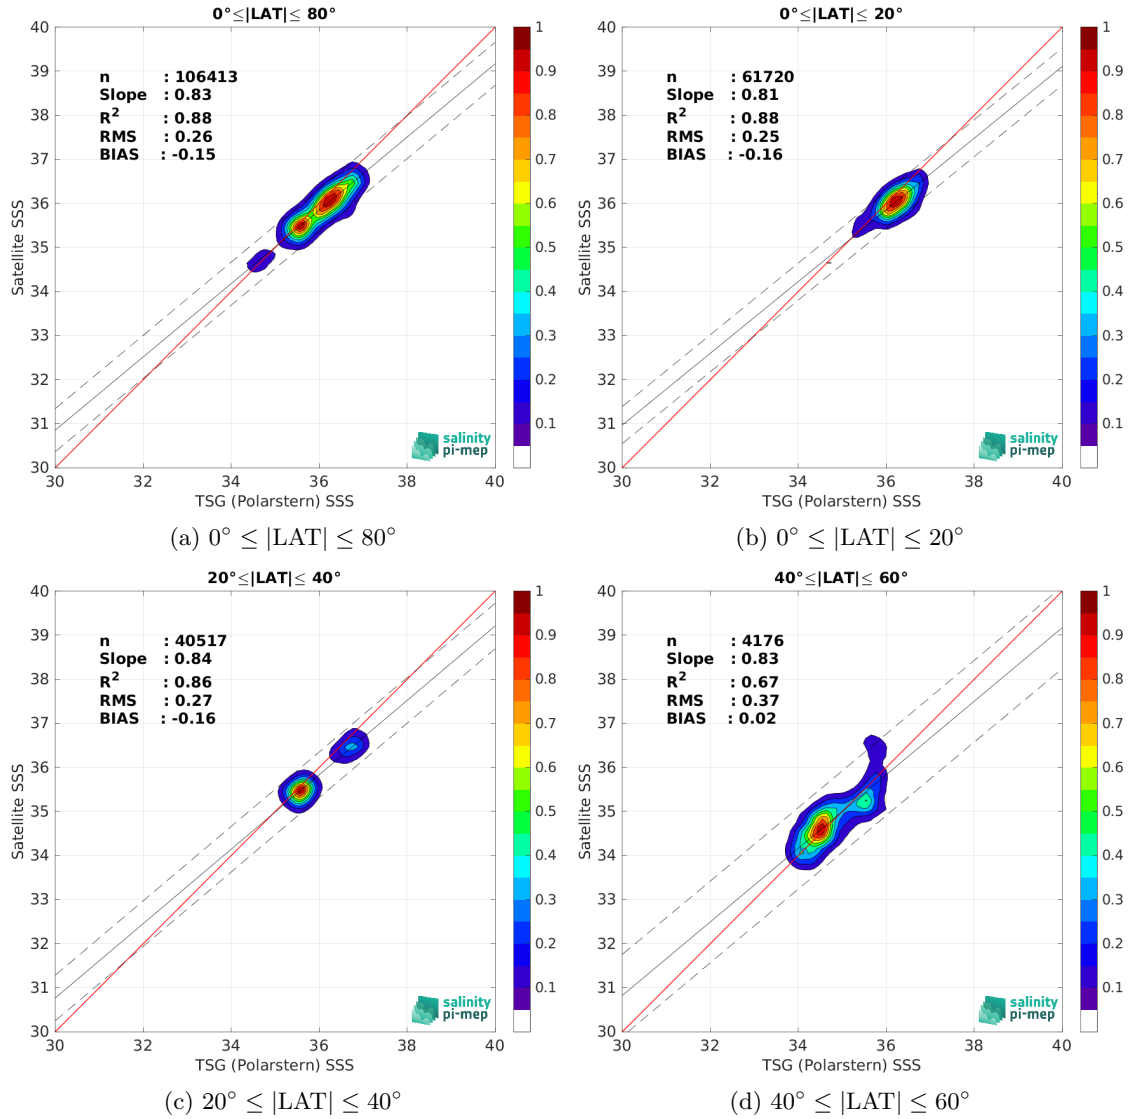 0°≤|LAT|≤ 80°
40
39
38
37
36
35
34
33
32
31
30
n : 106413
Slope : 0.83
R² : 0.88
RMS : 0.26
BIAS : -0.15
Satellite SSS
30 32 34 36 38 40
TSG (Polarstern) SSS
salinity
pi-mep
1
0.9
0.8
0.7
0.6
0.5
0.4
0.3
0.2
0.1
(a) 0° ≤ |LAT| ≤ 80°
0°≤|LAT|≤ 20°
40
39
38
37
36
35
34
33
32
31
30
n : 61720
Slope : 0.81
R² : 0.88
RMS : 0.25
BIAS : -0.16
Satellite SSS
30 32 34 36 38 40
TSG (Polarstern) SSS
salinity
pi-mep
1
0.9
0.8
0.7
0.6
0.5
0.4
0.3
0.2
0.1
(b) 0° ≤ |LAT| ≤ 20°
20°≤|LAT|≤ 40°
40
39
38
37
36
35
34
33
32
31
30
n : 40517
Slope : 0.84
R² : 0.86
RMS : 0.27
BIAS : -0.16
Satellite SSS
30 32 34 36 38 40
TSG (Polarstern) SSS
salinity
pi-mep
1
0.9
0.8
0.7
0.6
0.5
0.4
0.3
0.2
0.1
(c) 20° ≤ |LAT| ≤ 40°
40°≤|LAT|≤ 60°
40
39
38
37
36
35
34
33
32
31
30
n : 4176
Slope : 0.83
R² : 0.67
RMS : 0.37
BIAS : 0.02
Satellite SSS
30 32 34 36 38 40
TSG (Polarstern) SSS
salinity
pi-mep
1
0.9
0.8
0.7
0.6
0.5
0.4
0.3
0.2
0.1
(d) 40° ≤ |LAT| ≤ 60°